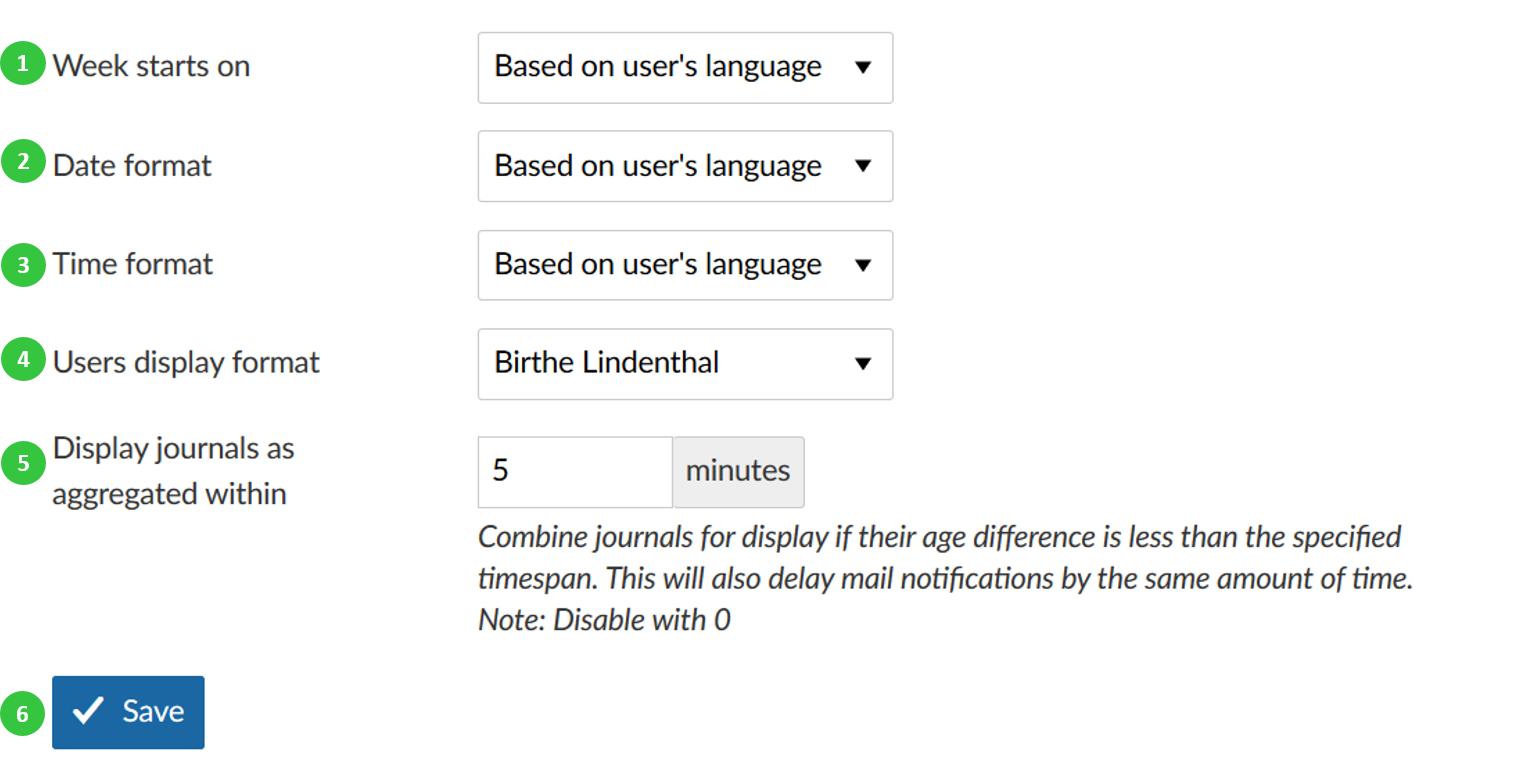 1 Week starts on Based on user's language
2 Date format Based on user's language
3 Time format Based on user's language
4 Users display format Birthe Lindenthal
5 Display journals as
aggregated within
5 minutes
Combine journals for display if their age difference is less than the specified
timespan. This will also delay mail notifications by the same amount of time.
Note: Disable with 0
6 Save